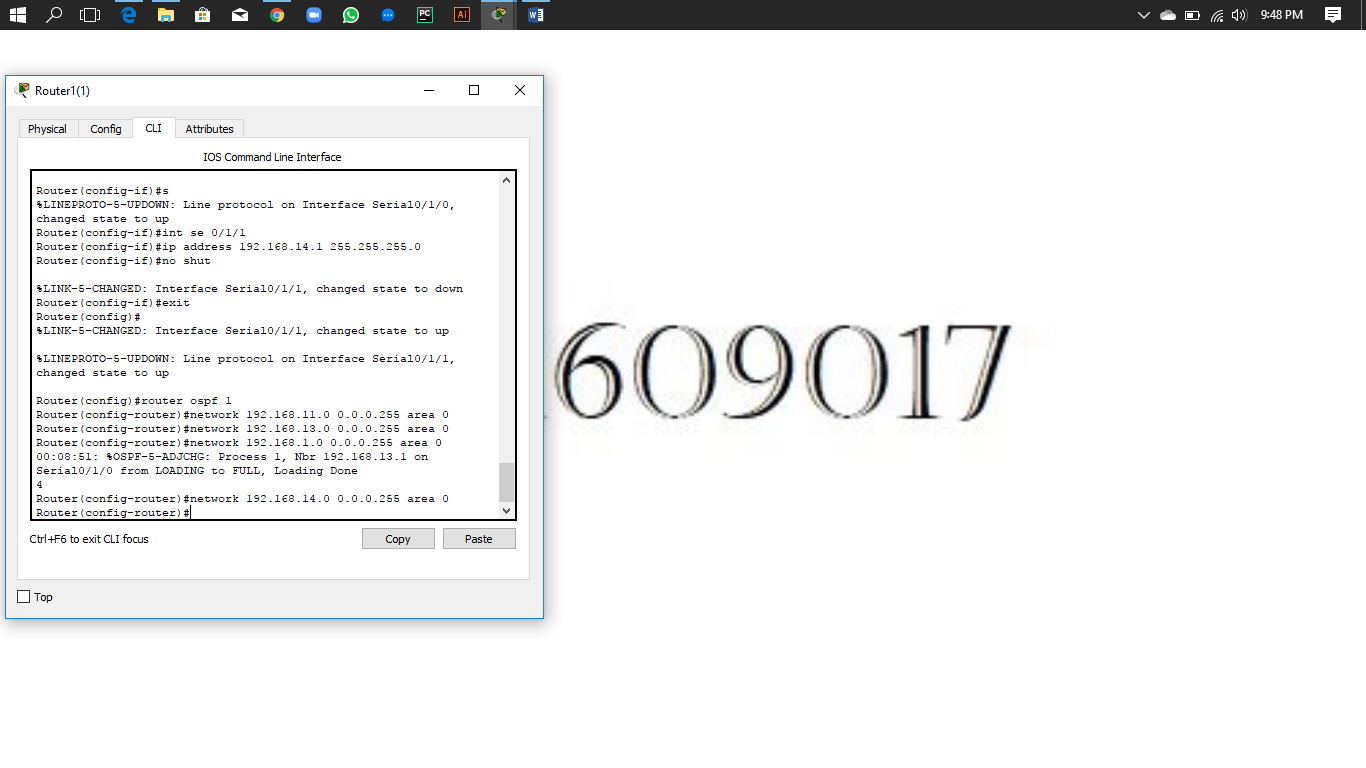 PC
Ai
W
9:48 PM
Router1(1)
Physical
Config
CLI
Attributes
IOS Command Line Interface
Router(config-if)#s
%LINEPROTO-5-UPDOWN: Line protocol on Interface Serial0/1/0,
changed state to up
Router(config-if)#int se 0/1/1
Router(config-if)#ip address 192.168.14.1 255.255.255.0
Router(config-if)#no shut
%LINK-5-CHANGED: Interface Serial0/1/1, changed state to down
Router(config-if)#exit
Router(config)#
%LINK-5-CHANGED: Interface Serial0/1/1, changed state to up
%LINEPROTO-5-UPDOWN: Line protocol on Interface Serial0/1/1,
changed state to up
Router(config)#router ospf 1
Router(config-router)#network 192.168.11.0 0.0.0.255 area 0
Router(config-router)#network 192.168.13.0 0.0.0.255 area 0
Router(config-router)#network 192.168.1.0 0.0.0.255 area 0
00:08:51: %OSPF-5-ADJCHG: Process 1, Nbr 192.168.13.1 on
Serial0/1/0 from LOADING to FULL, Loading Done
4
Router(config-router)#network 192.168.14.0 0.0.0.255 area 0
Router(config-router)#
Ctrl+F6 to exit CLI focus
Copy
Paste
Top
609017